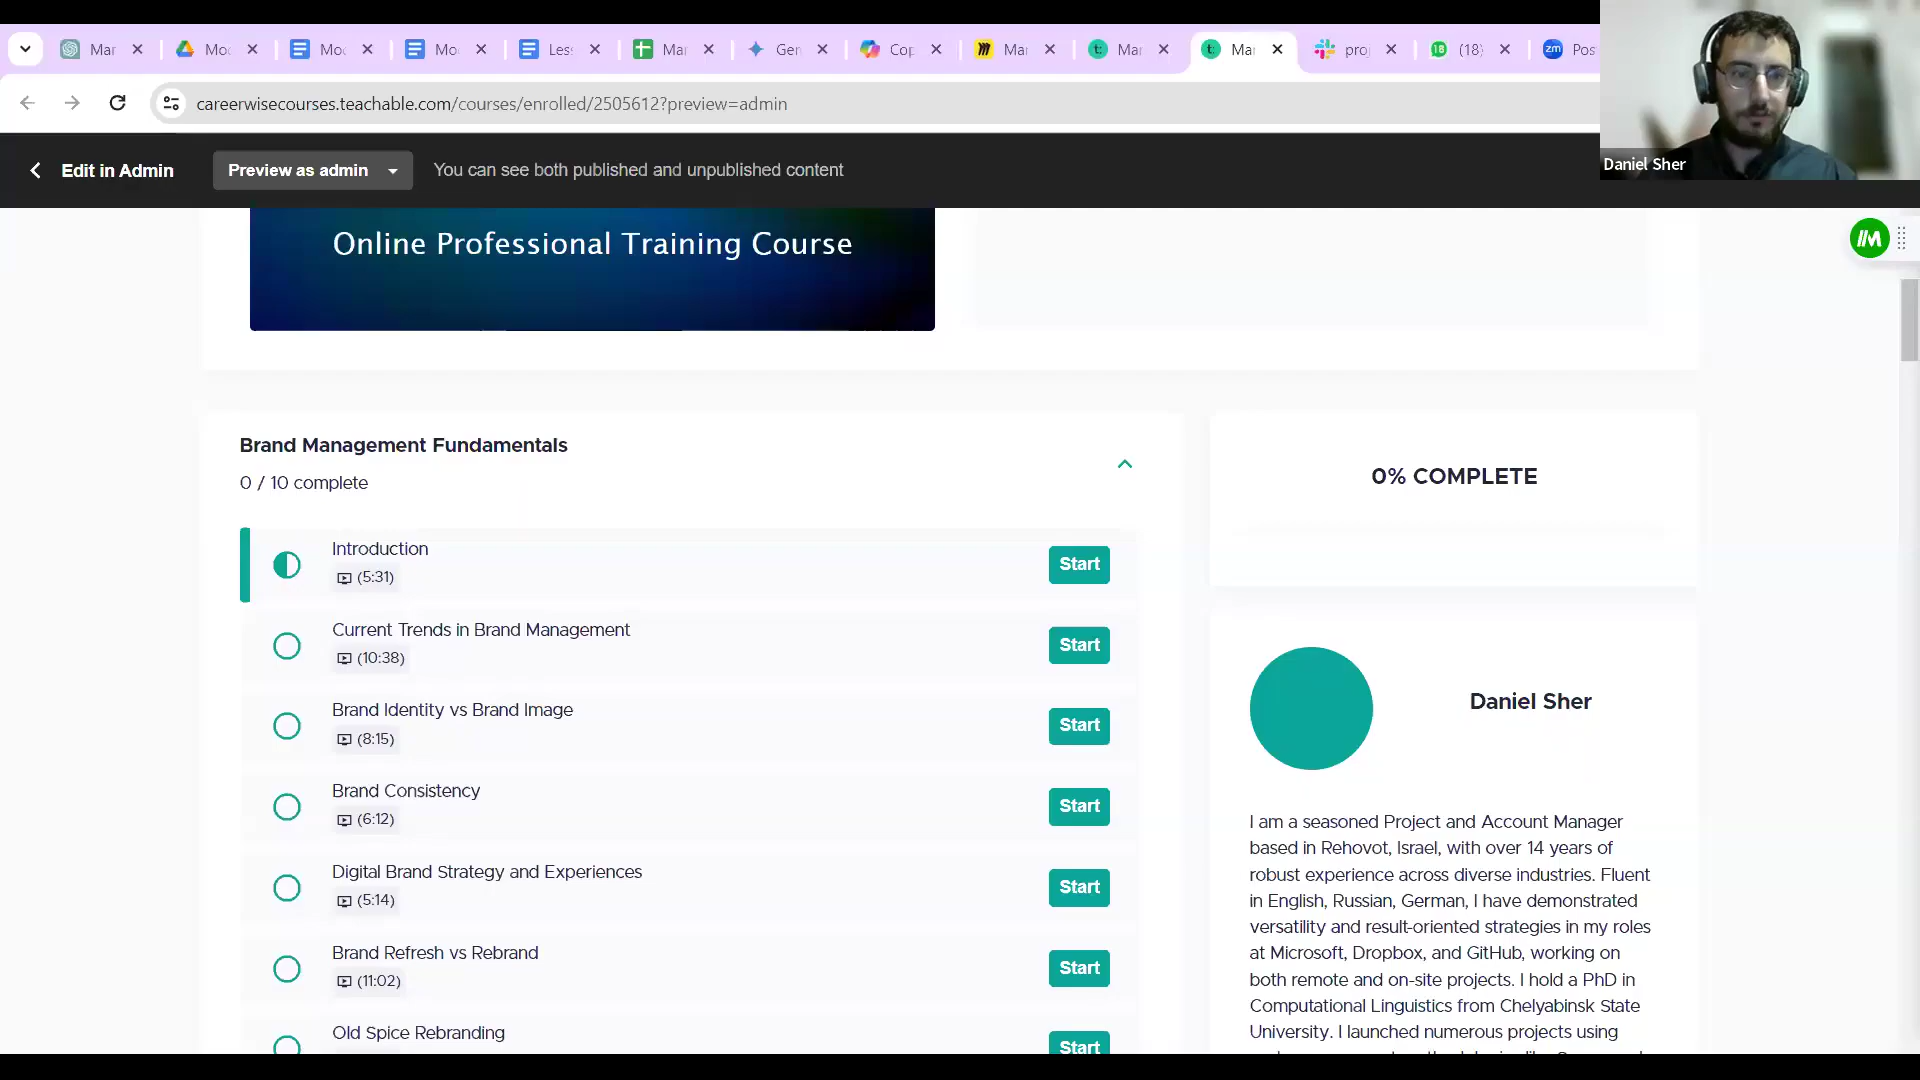 Mar
Moc
Moc
Moc
Less
Mar
Gem
Cop
Mar
Mar
Mar
pro
(18)
Pos
careerwisecourses.teachable.com/courses/enrolled/2505612?preview=admin
Daniel Sher
Edit in Admin
Preview as admin
You can see both published and unpublished content
Online Professional Training Course
Brand Management Fundamentals
0 / 10 complete
Introduction
(5:31)
Start
Current Trends in Brand Management
(10:38)
Start
Brand Identity vs Brand Image
(8:15)
Start
Brand Consistency
(6:12)
Start
Digital Brand Strategy and Experiences
(5:14)
Start
Brand Refresh vs Rebrand
(11:02)
Start
Old Spice Rebranding
Start
0% COMPLETE
Daniel Sher
I am a seasoned Project and Account Manager
based in Rehovot, Israel, with over 14 years of
robust experience across diverse industries. Fluent
in English, Russian, German, I have demonstrated
versatility and result-oriented strategies in my roles
at Microsoft, Dropbox, and GitHub, working on
both remote and on-site projects. I hold a PhD in
Computational Linguistics from Chelyabinsk State
University. I launched numerous projects using